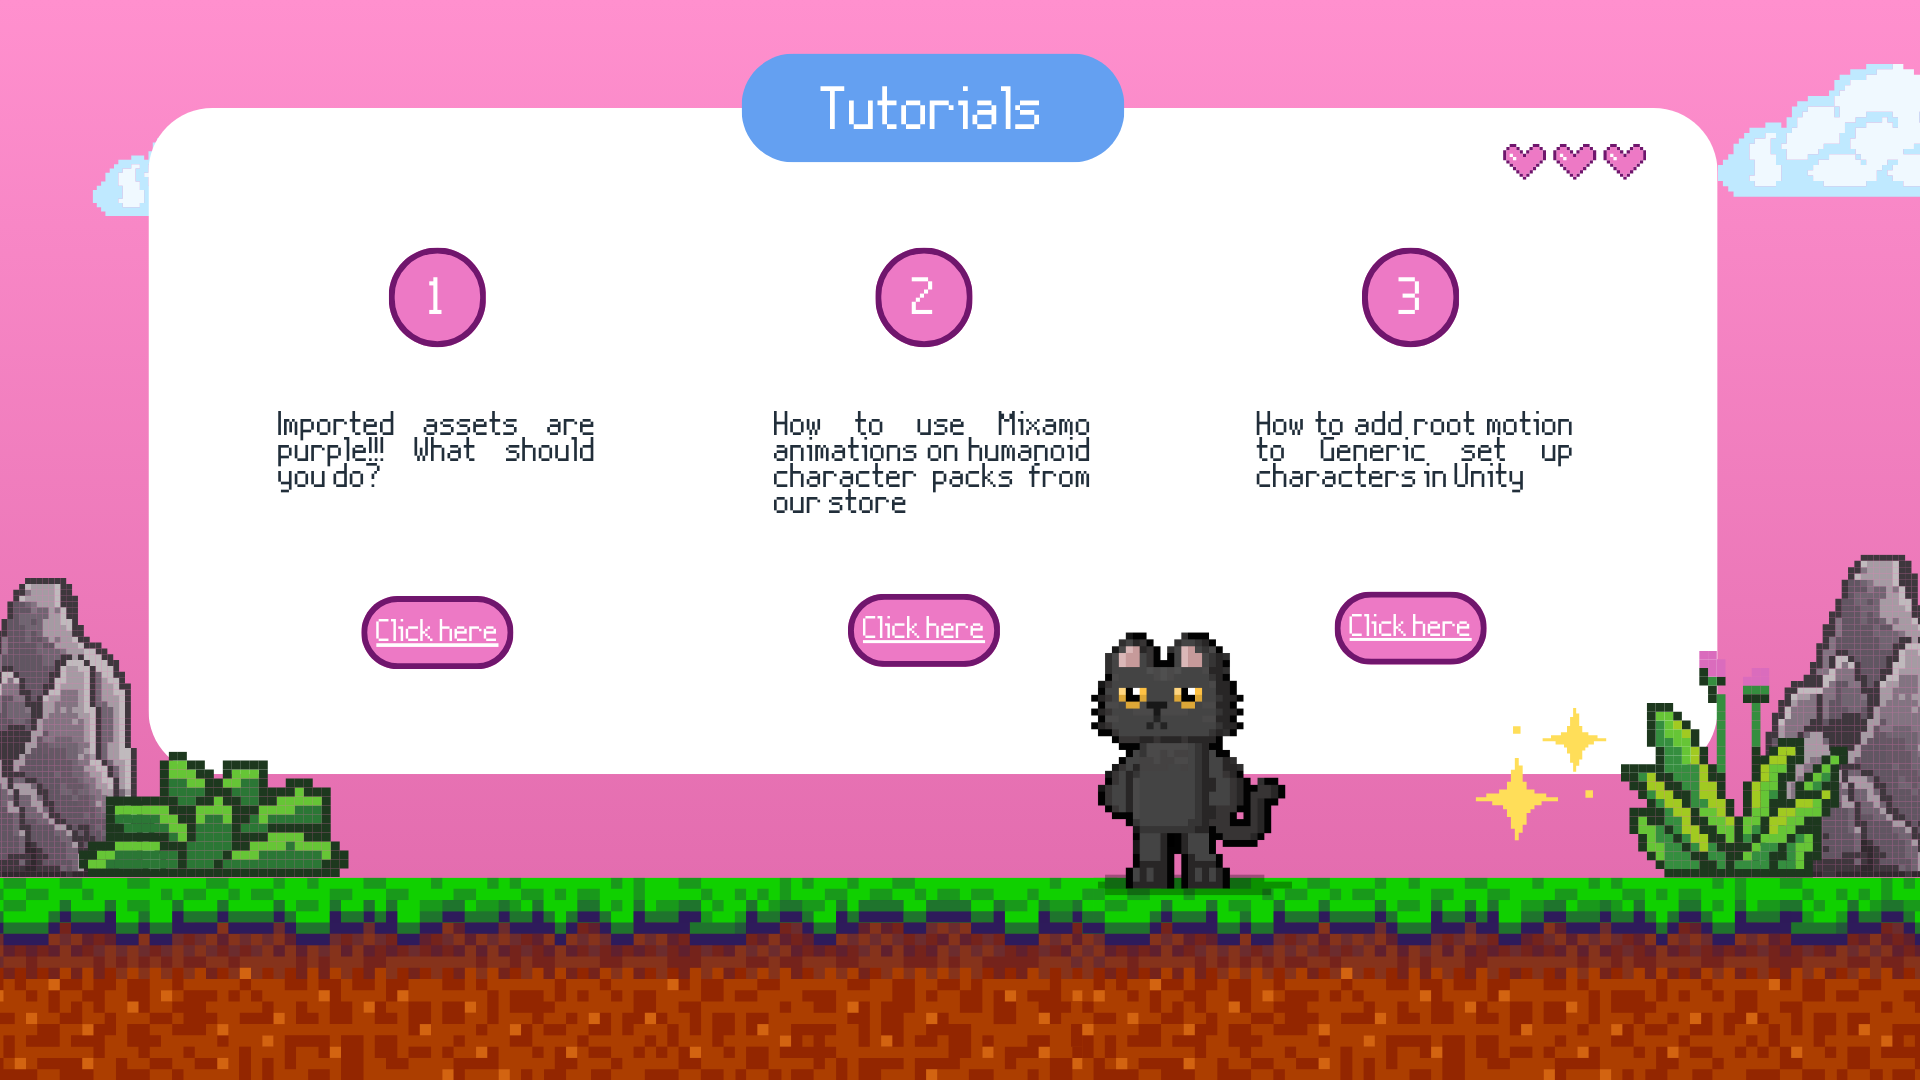 Tutorials
1
Imported assets are
purple!!! What should
you do?
Click here
2
How to use Mixamo
animations on humanoid
character packs from
our store
Click here
3
How to add root motion
to Generic set up
characters in Unity
Click here